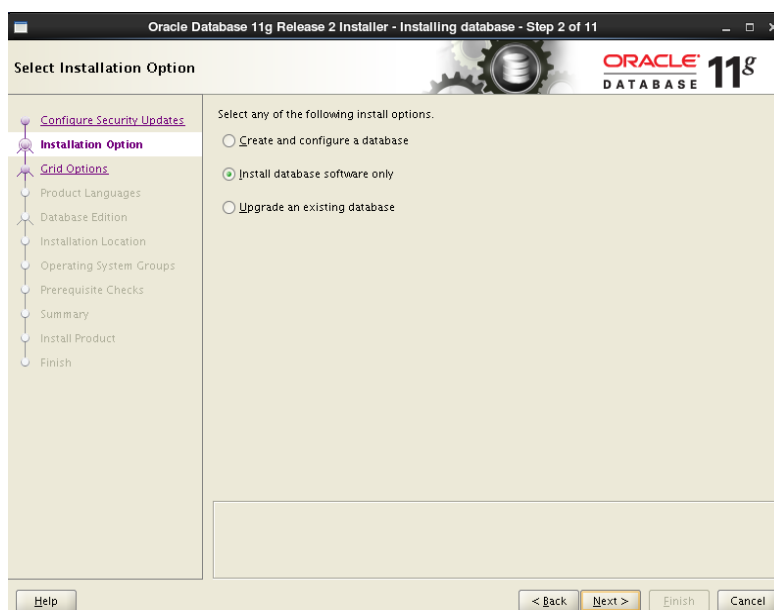 Oracle Database 11g Release 2 Installer - Installing database - Step 2 of 11
Select Installation Option
ORACLE
DATABASE
11g
Configure Security Updates
Installation Option
Grid Options
Product Languages
Database Edition
Installation Location
Operating System Groups
Prerequisite Checks
Summary
Install Product
Finish
Select any of the following install options.
Create and configure a database
Install database software only
Upgrade an existing database
Help
< Back
Next >
Finish
Cancel